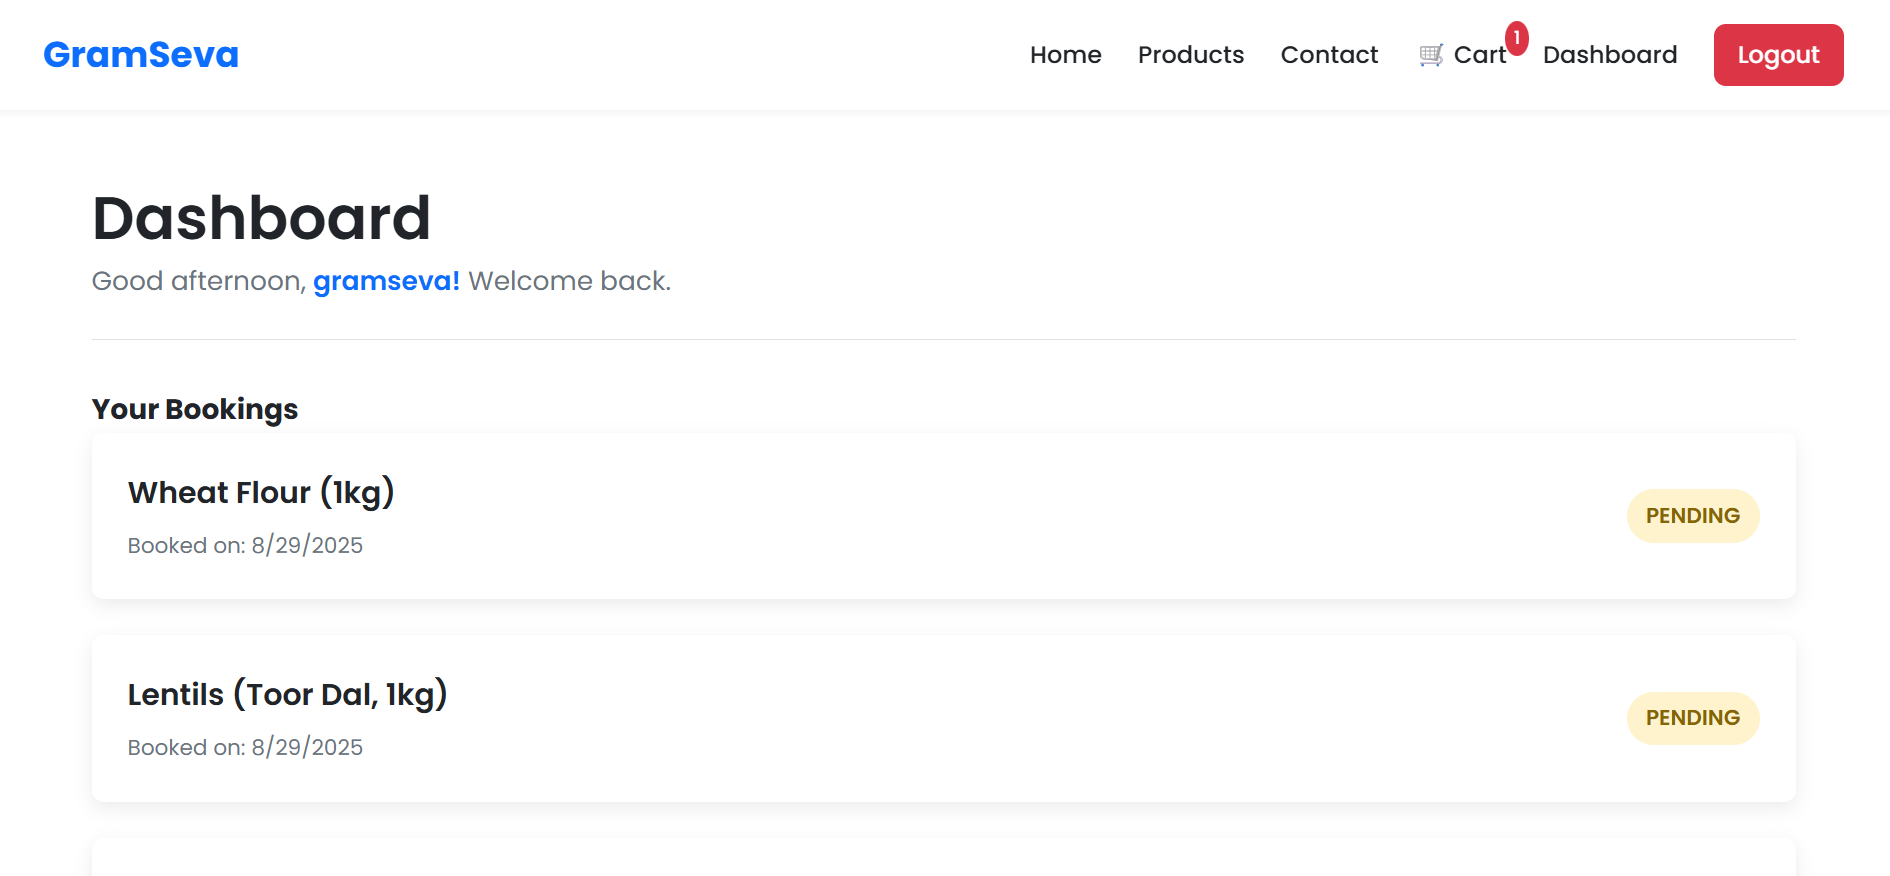 GramSeva
Home Products Contact 🛒 Cart 1 Dashboard Logout
Dashboard
Good afternoon, gramseva! Welcome back.
Your Bookings
Wheat Flour (1kg)
Booked on: 8/29/2025
PENDING
Lentils (Toor Dal, 1kg)
Booked on: 8/29/2025
PENDING